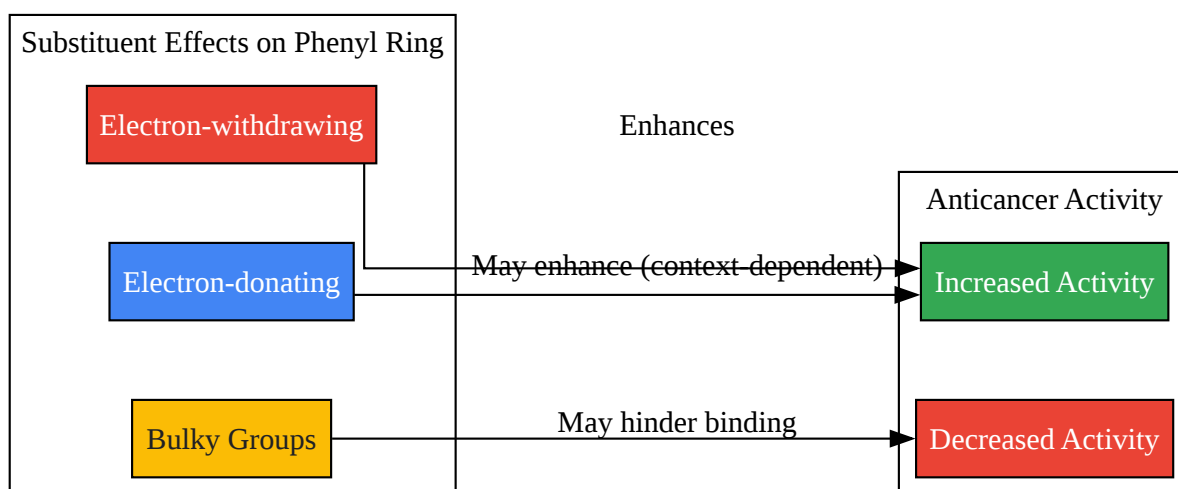 Substituent Effects on Phenyl Ring
Electron-withdrawing
Enhances
Anticancer Activity
Electron-donating
May enhance (context-dependent)
Increased Activity
Bulky Groups
May hinder binding
Decreased Activity